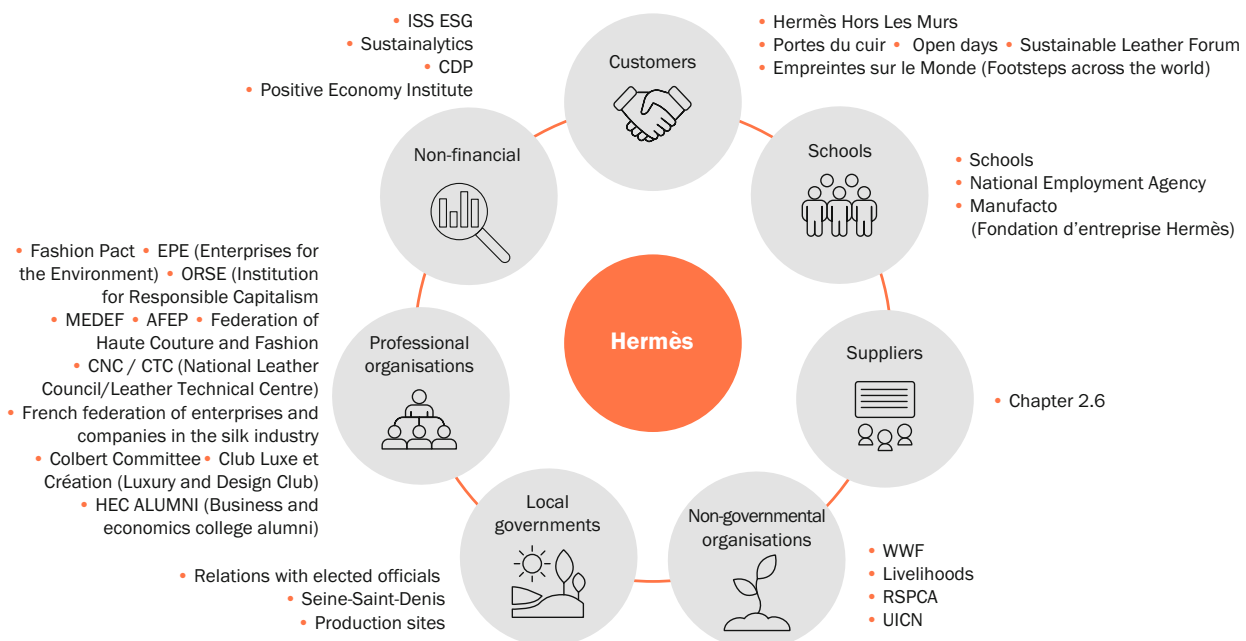 • ISS ESG
• Sustainalytics
• CDP
• Positive Economy Institute
Customers
• Hermès Hors Les Murs
• Portes du cuir • Open days • Sustainable Leather Forum
• Empreintes sur le Monde (Footsteps across the world)
Non-financial
Schools
• Schools
• National Employment Agency
• Manufacto
(Fondation d'entreprise Hermès)
• Fashion Pact • EPE (Enterprises for
the Environment) • ORSE (Institution
for Responsible Capitalism
• MEDEF • AFEP • Federation of
Haute Couture and Fashion
• CNC / CTC (National Leather
Council/Leather Technical Centre)
• French federation of enterprises and
companies in the silk industry
• Colbert Committee • Club Luxe et
Création (Luxury and Design Club)
• HEC ALUMNI (Business and
economics college alumni)
Professional
organisations
Hermès
Suppliers
• Chapter 2.6
Local
governments
• Relations with elected officials
• Seine-Saint-Denis
• Production sites
Non-governmental
organisations
• WWF
• Livelihoods
• RSPCA
• UICN